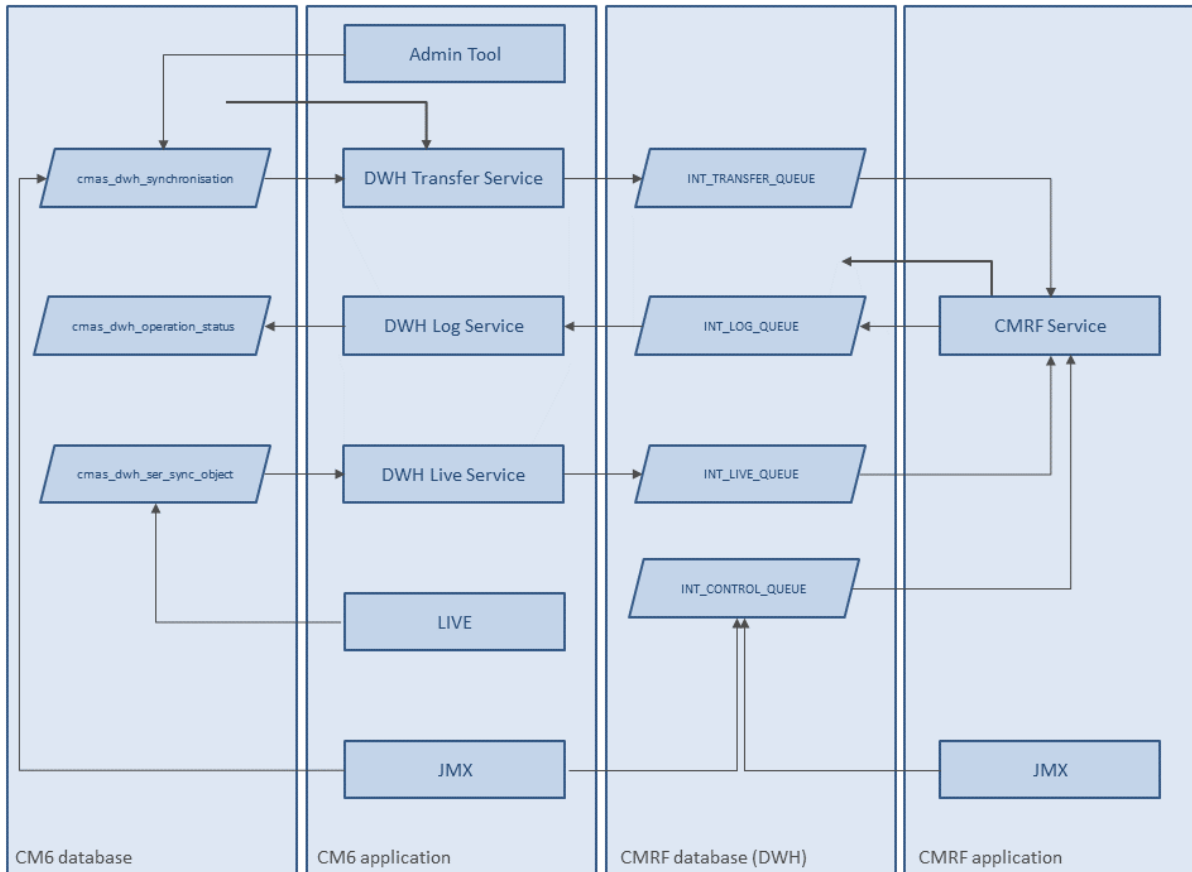 Admin Tool
cmas_dwh_synchronisation
DWH Transfer Service
INT_TRANSFER_QUEUE
cmas_dwh_operation_status
DWH Log Service
INT_LOG_QUEUE
CMRF Service
cmas_dwh_ser_sync_object
DWH Live Service
INT_LIVE_QUEUE
INT_CONTROL_QUEUE
LIVE
JMX
JMX
CM6 database
CM6 application
CMRF database (DWH)
CMRF application